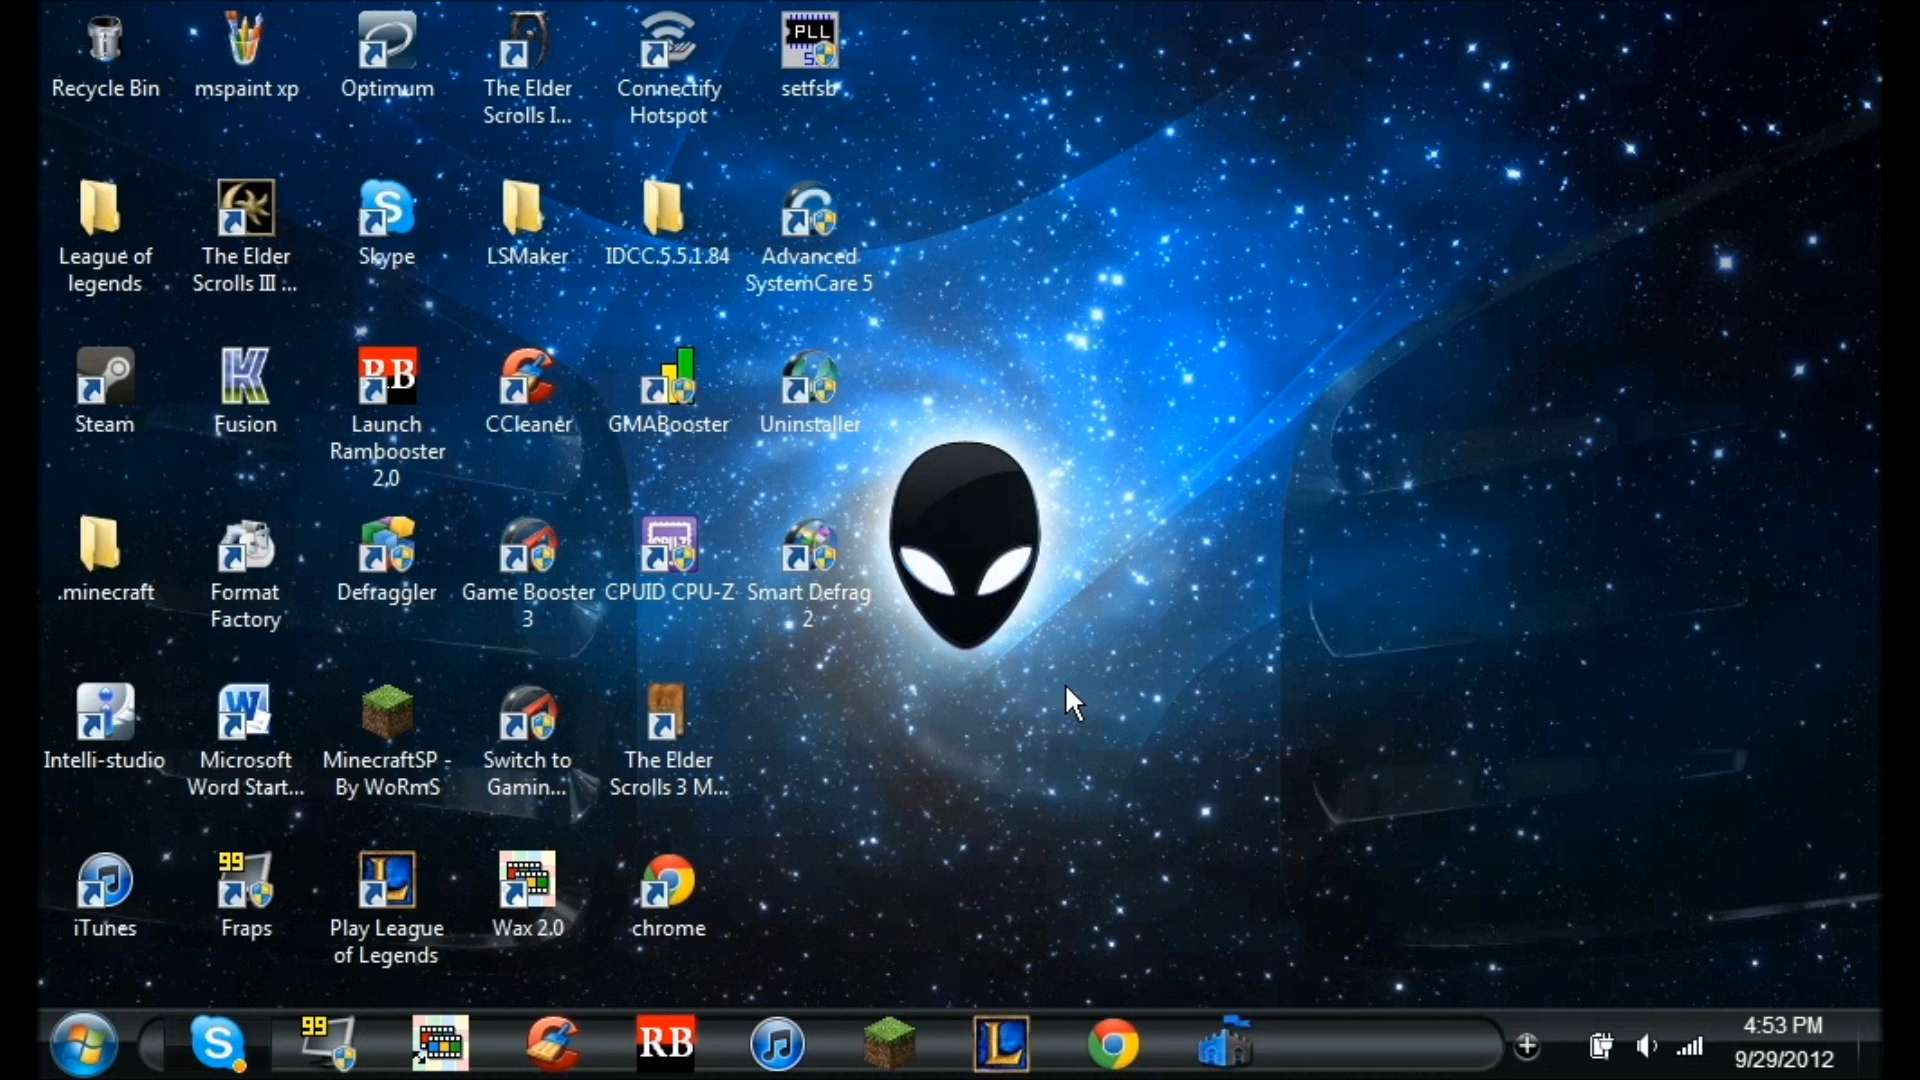 Recycle Bin
mspaint xp
Optimum
The Elder
Scrolls I...
Connectify
Hotspot
PLL
setfsb
League of
legends
The Elder
Scrolls III ...
S
Skype
LSMaker
IDCC.5.5.1.84
Advanced
SystemCare 5
Steam
K
Fusion
RB
Launch
Rambooster
2,0
CCleaner
GMABooster
Uninstaller
.minecraft
Format
Factory
Defraggler
Game Booster
3
CPUID CPU-Z
Smart Defrag
2
Intelli-studio
W
Microsoft
Word Start...
MinecraftSP -
By WoRmS
Switch to
Gamin...
The Elder
Scrolls 3 M...
iTunes
99
Fraps
L
Play League
of Legends
Wax 2.0
chrome
S
99
RB
L
4:53 PM
9/29/2012